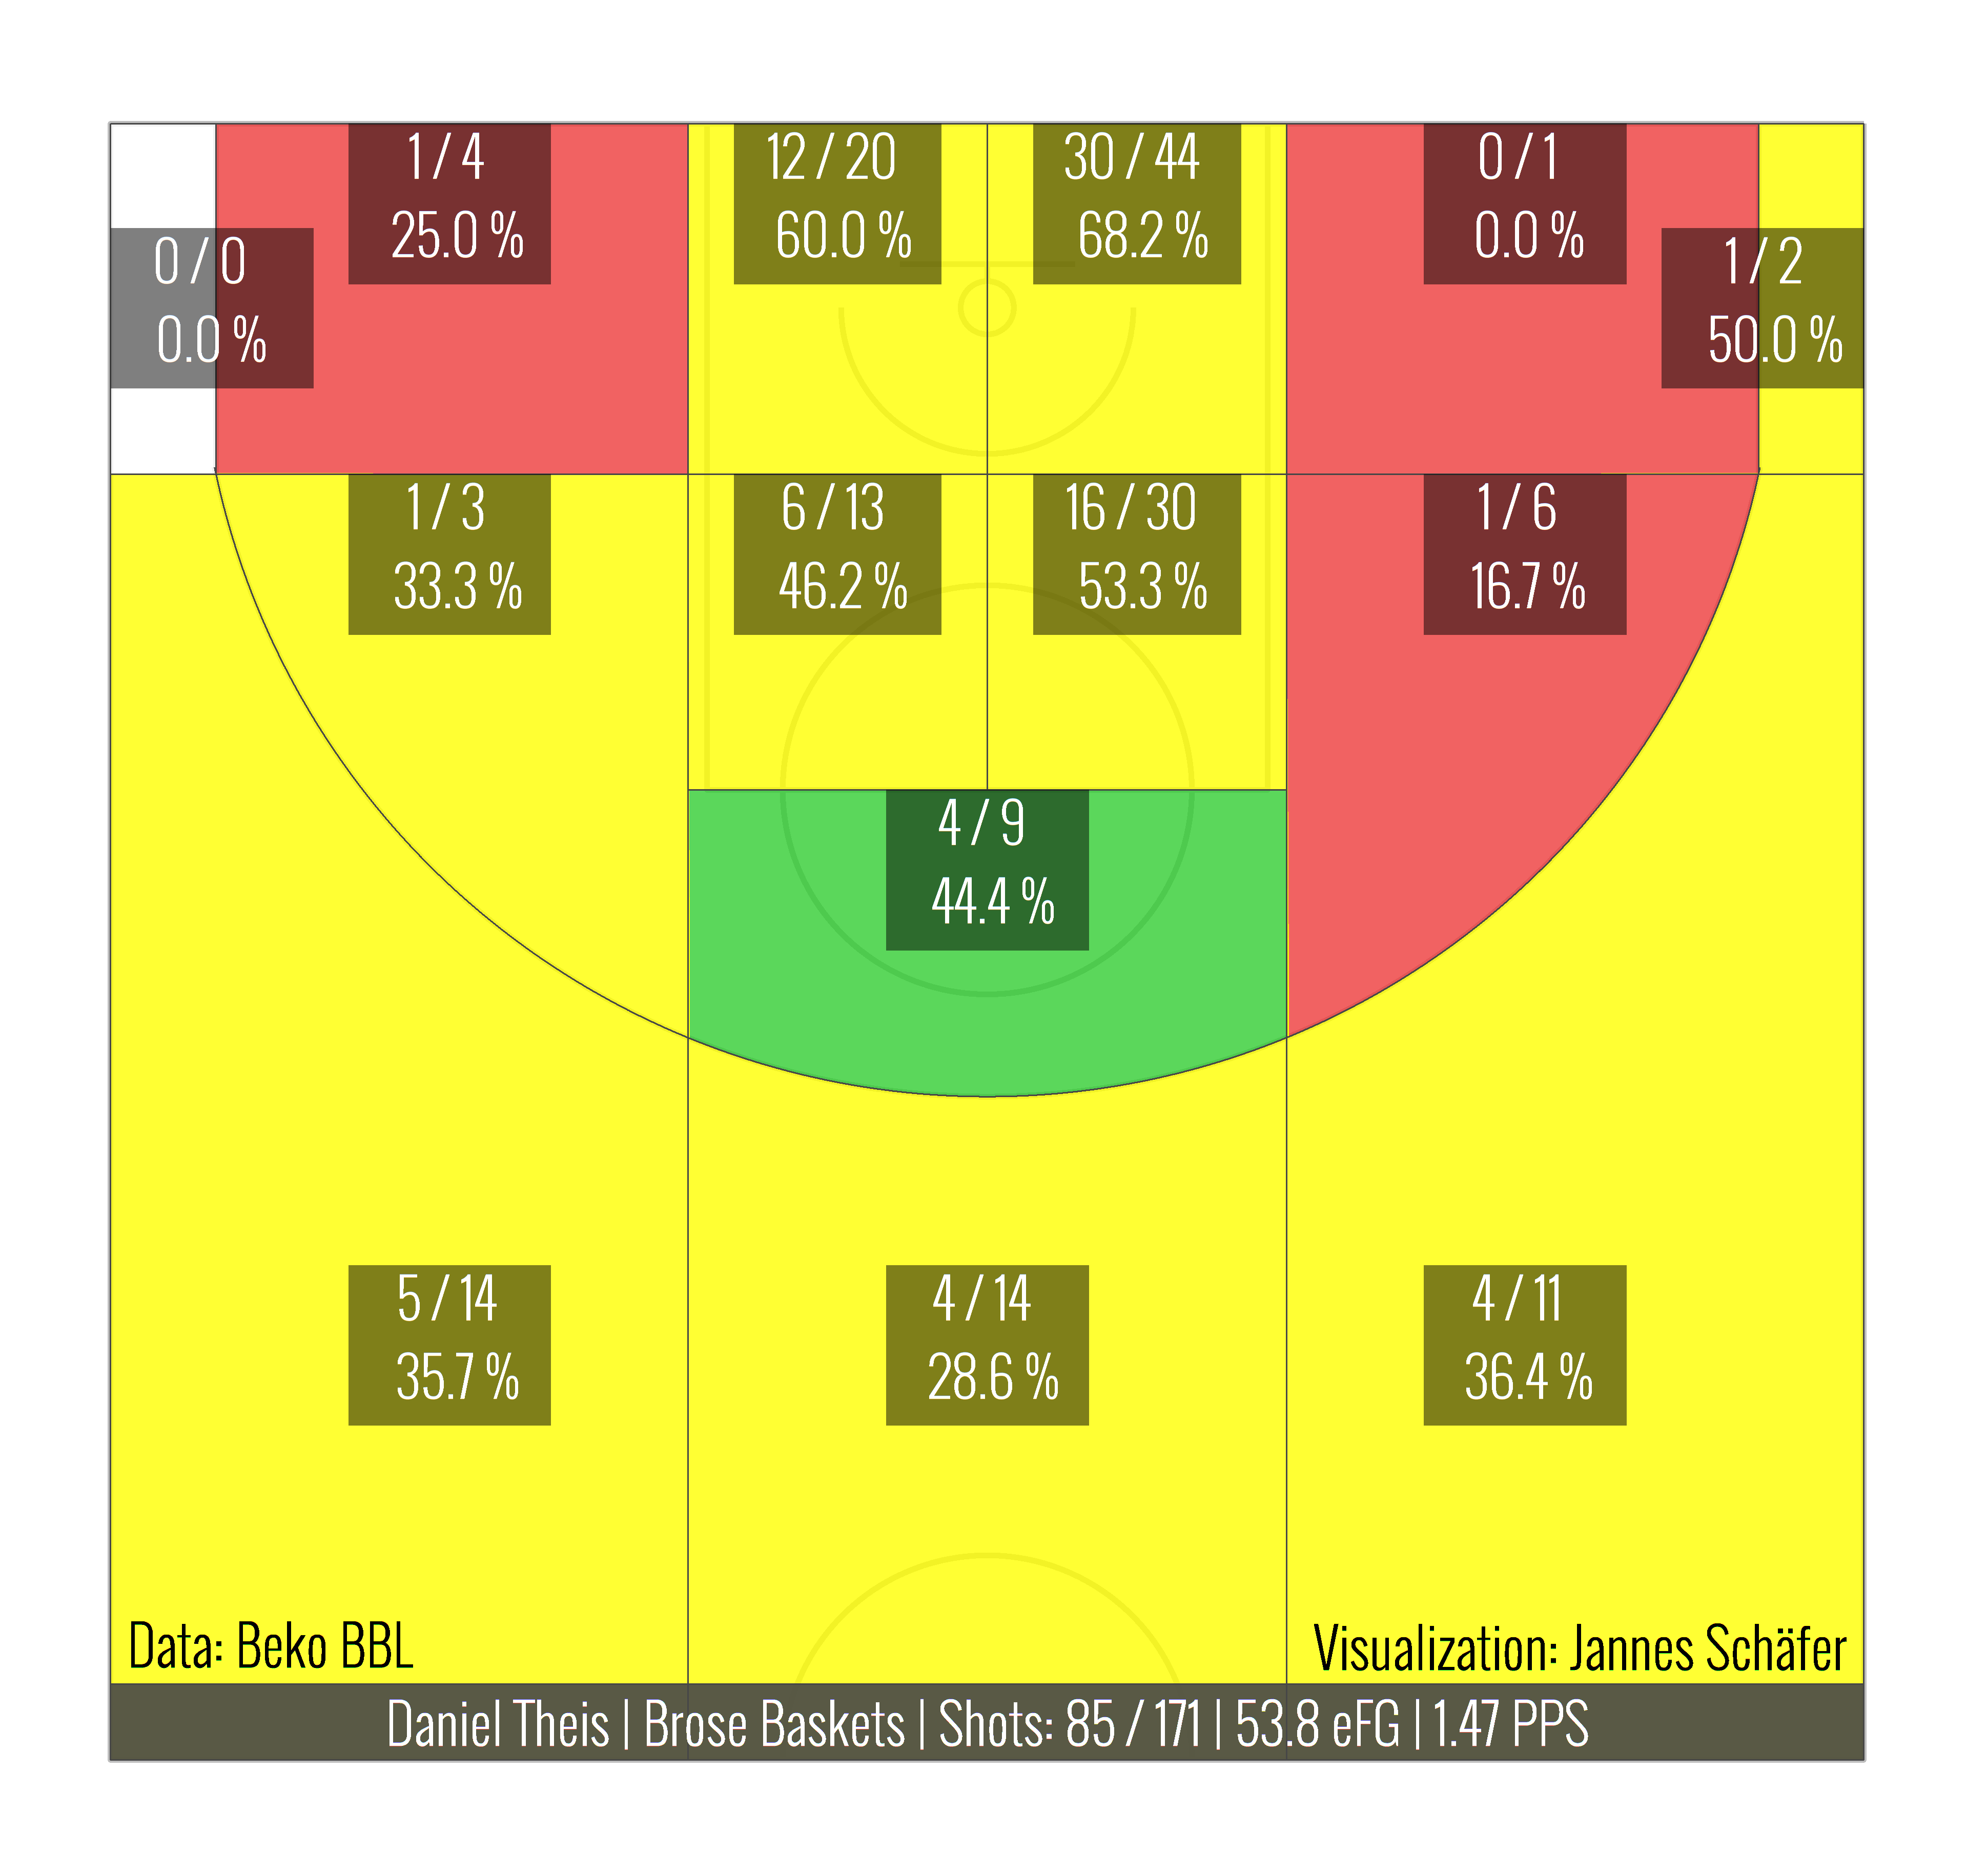 1 / 4
25.0 %
12 / 20
60.0 %
30 / 44
68.2 %
0 / 1
0.0 %
0 / 0
0.0 %
1 / 2
50.0 %
1 / 3
33.3 %
6 / 13
46.2 %
16 / 30
53.3 %
1 / 6
16.7 %
4 / 9
44.4 %
5 / 14
35.7 %
4 / 14
28.6 %
4 / 11
36.4 %
Data: Beko BBL
Visualization: Jannes Schäfer
Daniel Theis | Brose Baskets | Shots: 85 / 171 | 53.8 eFG | 1.47 PPS